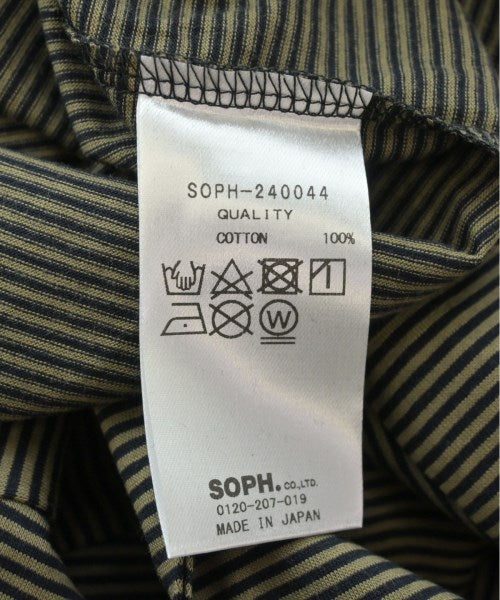 SOPH-240044
QUALITY
COTTON 100%
W
SOPH. CO.,LTD.
0120-207-019
MADE IN JAPAN